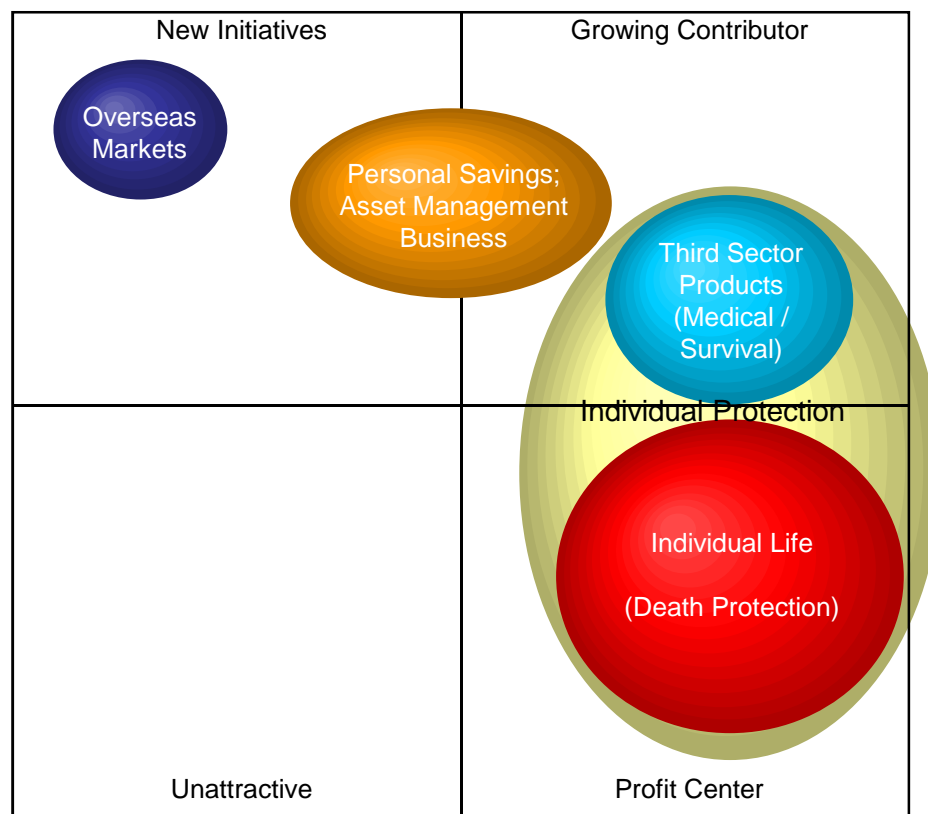 New Initiatives
Growing Contributor
Overseas
Markets
Personal Savings;
Asset Management
Business
Third Sector
Products
(Medical /
Survival)
Individual Protection
Individual Life
(Death Protection)
Unattractive
Profit Center